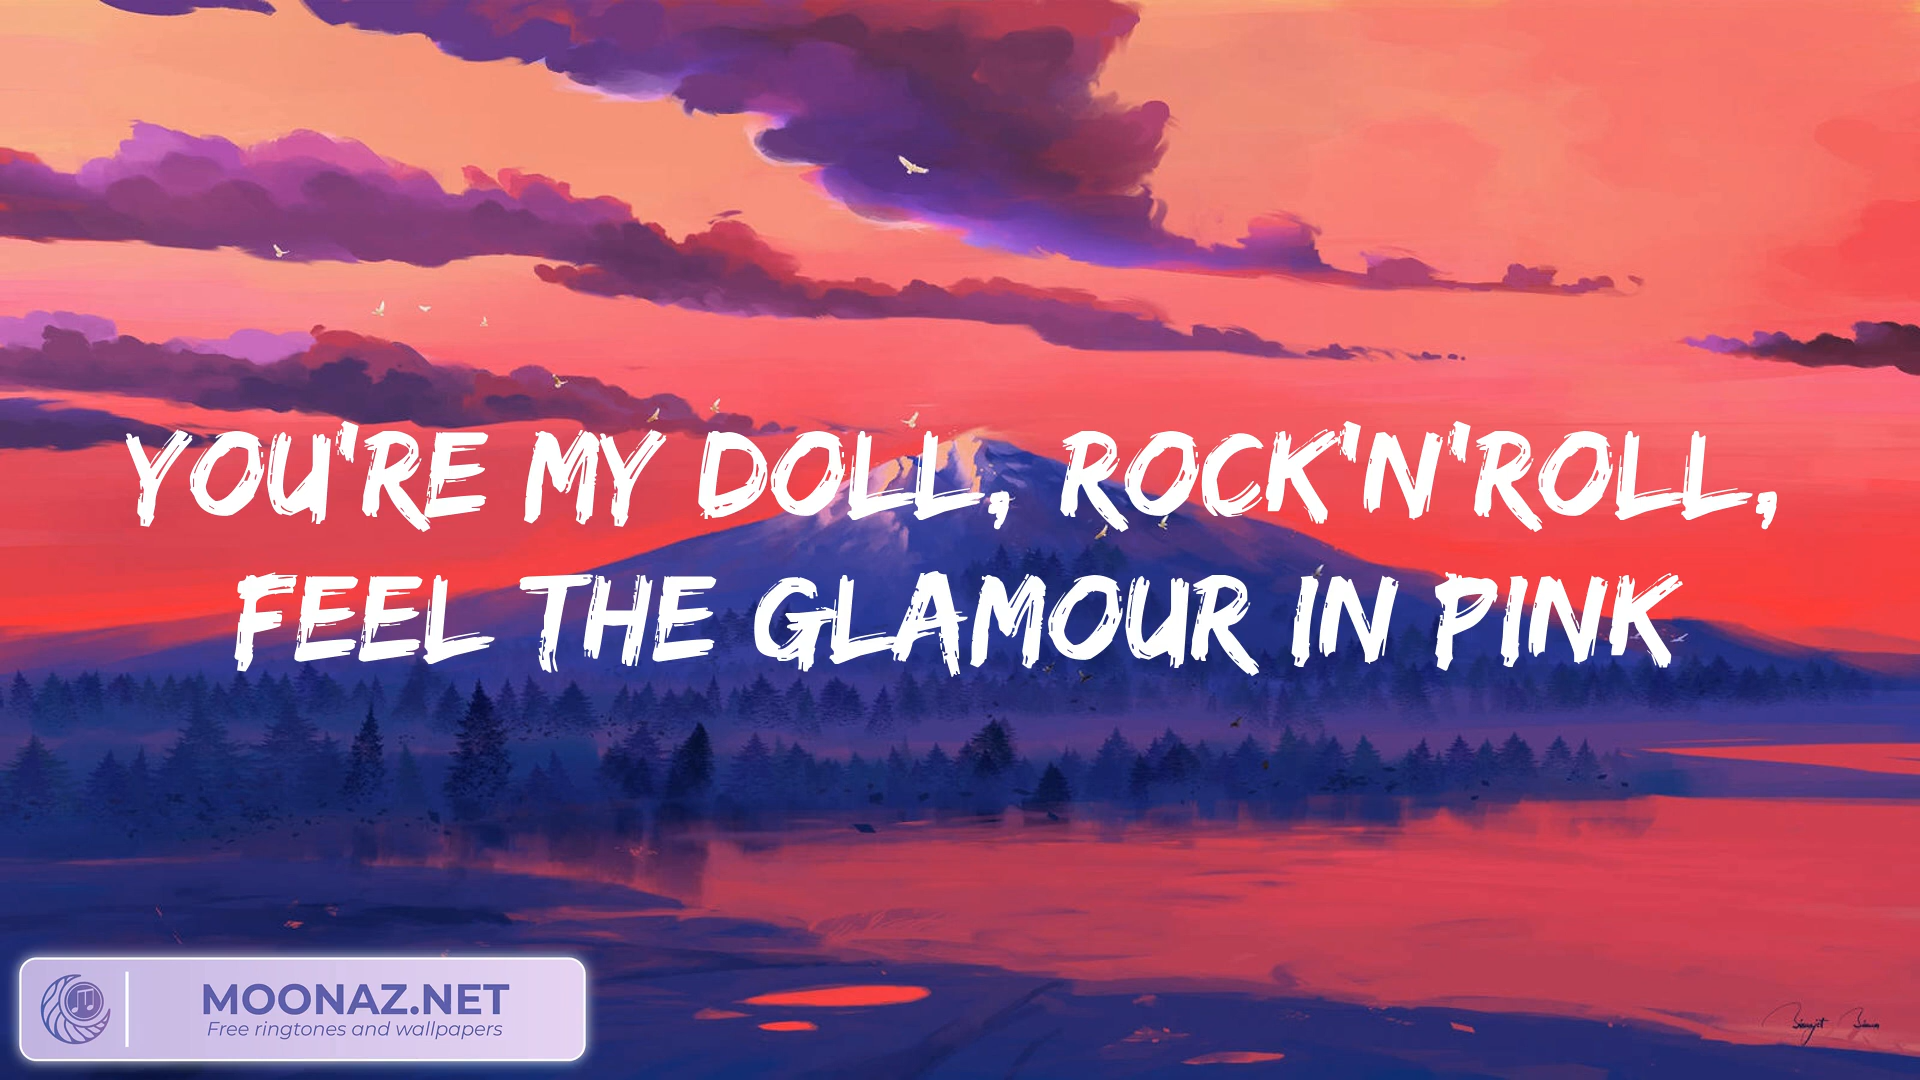 YOU'RE MY DOLL, ROCK'N'ROLL,
FEEL THE GLAMOUR IN PINK
MOONAZ.NET
Free ringtones and wallpapers